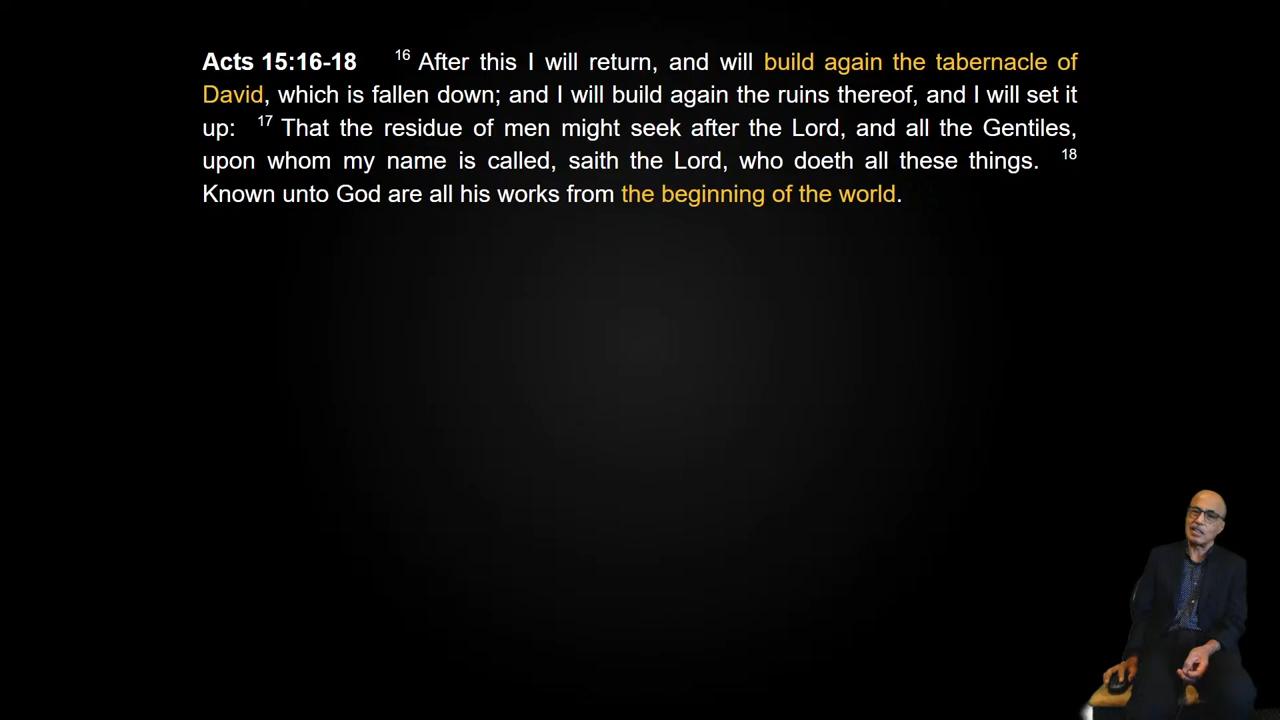 Acts 15:16-18 16 After this I will return, and will build again the tabernacle of
David, which is fallen down; and I will build again the ruins thereof, and I will set it
up: 17 That the residue of men might seek after the Lord, and all the Gentiles,
upon whom my name is called, saith the Lord, who doeth all these things. 18
Known unto God are all his works from the beginning of the world.